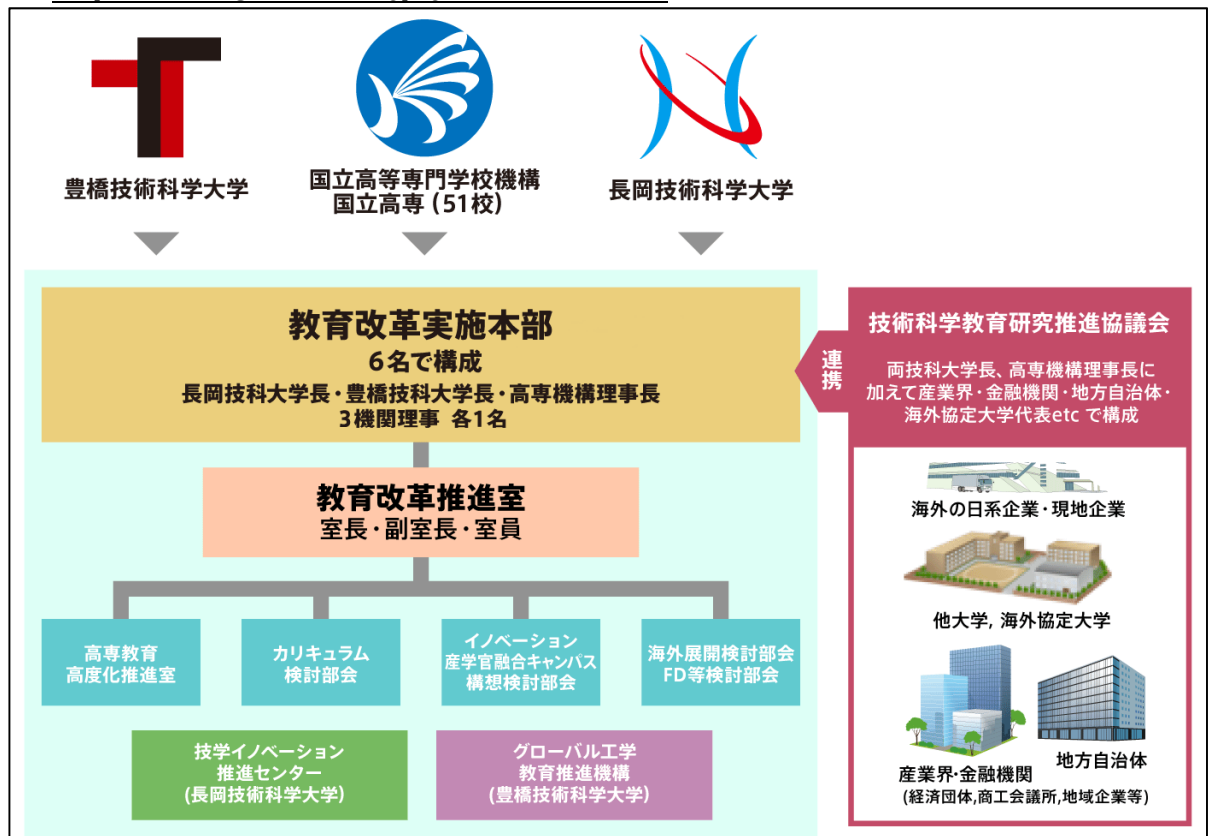 豊橋技術科学大学
国立高等専門学校機構
国立高専（51校）
長岡技術科学大学
教育改革実施本部
6名で構成
長岡技科大学長・豊橋技科大学長・高専機構理事長
3機関理事 各1名
連携
技術科学教育研究推進協議会
両技科大学長、高専機構理事長に
加えて産業界・金融機関・地方自治体・
海外協定大学代表etc で構成
教育改革推進室
室長・副室長・室員
高専教育
高度化推進室
カリキュラム
検討部会
イノベーション
産学官融合キャンパス
構想検討部会
海外展開検討部会
FD等検討部会
技学イノベーション
推進センター
(長岡技術科学大学)
グローバル工学
教育推進機構
(豊橋技術科学大学)
海外の日系企業・現地企業
他大学, 海外協定大学
産業界・金融機関
(経済団体,商工会議所,地域企業等)
地方自治体